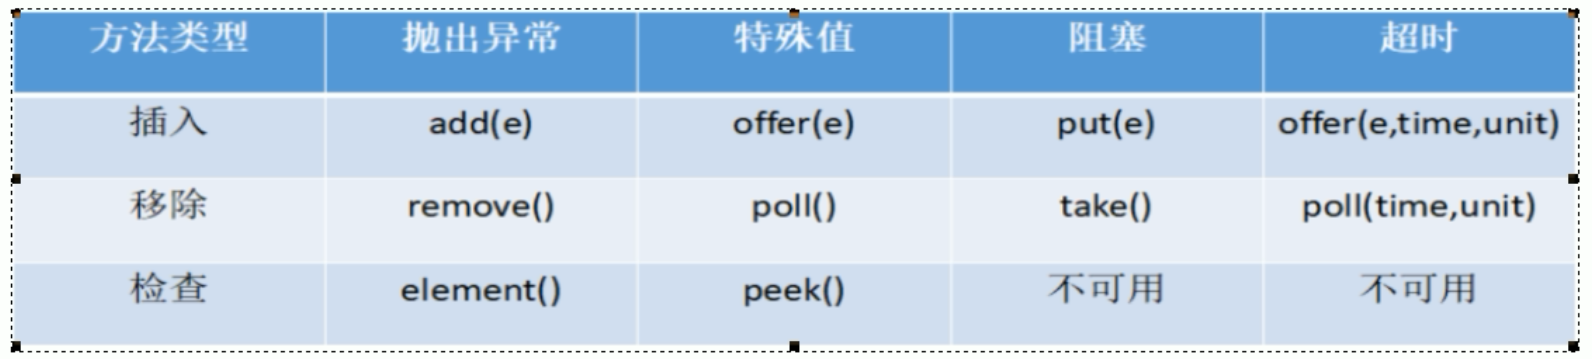 方法类型 抛出异常 特殊值 阻塞 超时
插入 add(e) offer(e) put(e) offer(e,time,unit)
移除 remove() poll() take() poll(time,unit)
检查 element() peek() 不可用 不可用